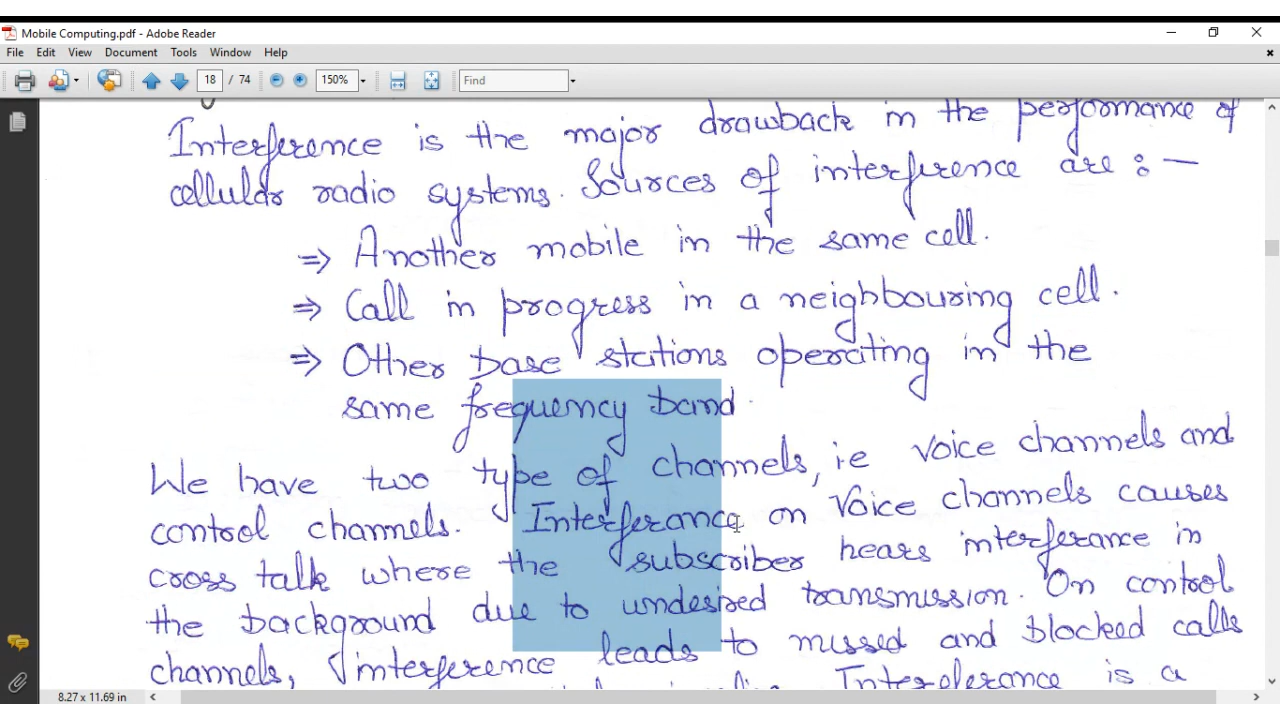 Mobile Computing.pdf - Adobe Reader
File Edit View Document Tools Window Help
18 / 74 150% Find
Interference is the major drawback in the performance of
cellular radio systems. Sources of interference are :-
⇒ Another mobile in the same cell.
⇒ Call in progress in a neighbouring cell.
⇒ Other base stations operating in the
same frequency band.
We have two type of channels, i.e voice channels and
control channels. Interferance on voice channels causes
cross talk where the subscriber hears interferance in
the background due to undesired transmission. On control
channels, interference leads to missed and blocked calls
is a
8.27 x 11.69 in